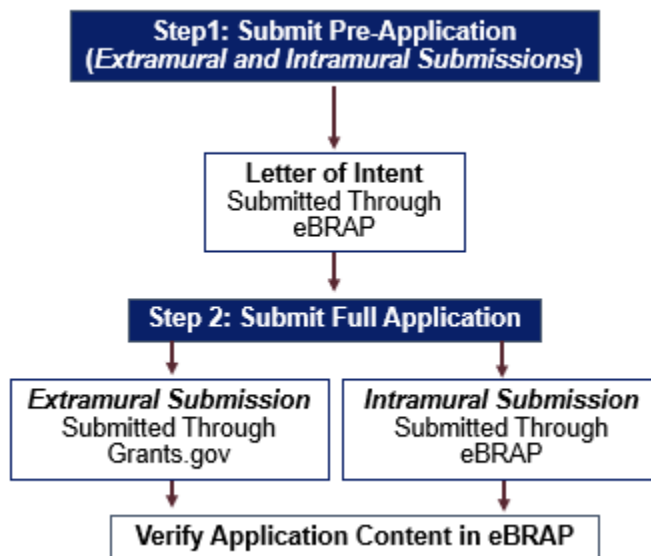 Step1: Submit Pre-Application
(Extramural and Intramural Submissions)
Letter of Intent
Submitted Through
eBRAP
Step 2: Submit Full Application
Extramural Submission
Submitted Through
Grants.gov
Intramural Submission
Submitted Through
eBRAP
Verify Application Content in eBRAP